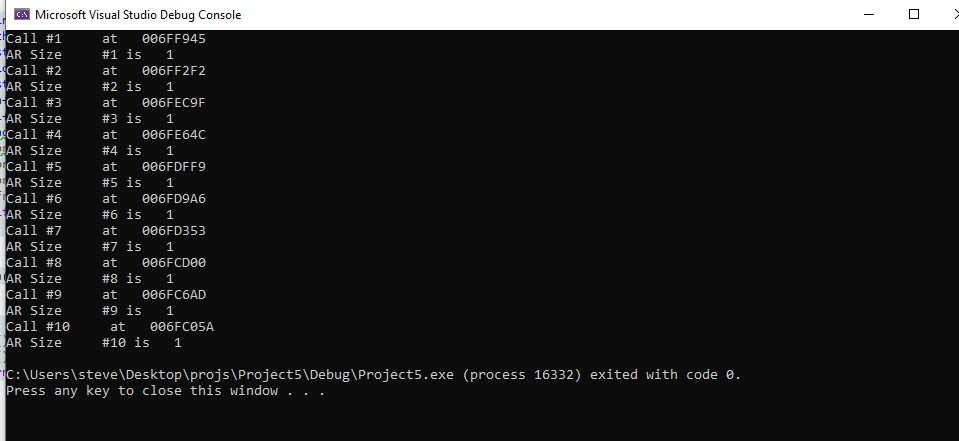 Microsoft Visual Studio Debug Console
Call #1     at   006FF945
AR Size     #1 is   1
Call #2     at   006FF2F2
AR Size     #2 is   1
Call #3     at   006FEC9F
AR Size     #3 is   1
Call #4     at   006FE64C
AR Size     #4 is   1
Call #5     at   006FDFF9
AR Size     #5 is   1
Call #6     at   006FD9A6
AR Size     #6 is   1
Call #7     at   006FD353
AR Size     #7 is   1
Call #8     at   006FCD00
AR Size     #8 is   1
Call #9     at   006FC6AD
AR Size     #9 is   1
Call #10     at   006FC05A
AR Size     #10 is   1
C:\Users\steve\Desktop\projs\Project5\Debug\Project5.exe (process 16332) exited with code 0.
Press any key to close this window . . .